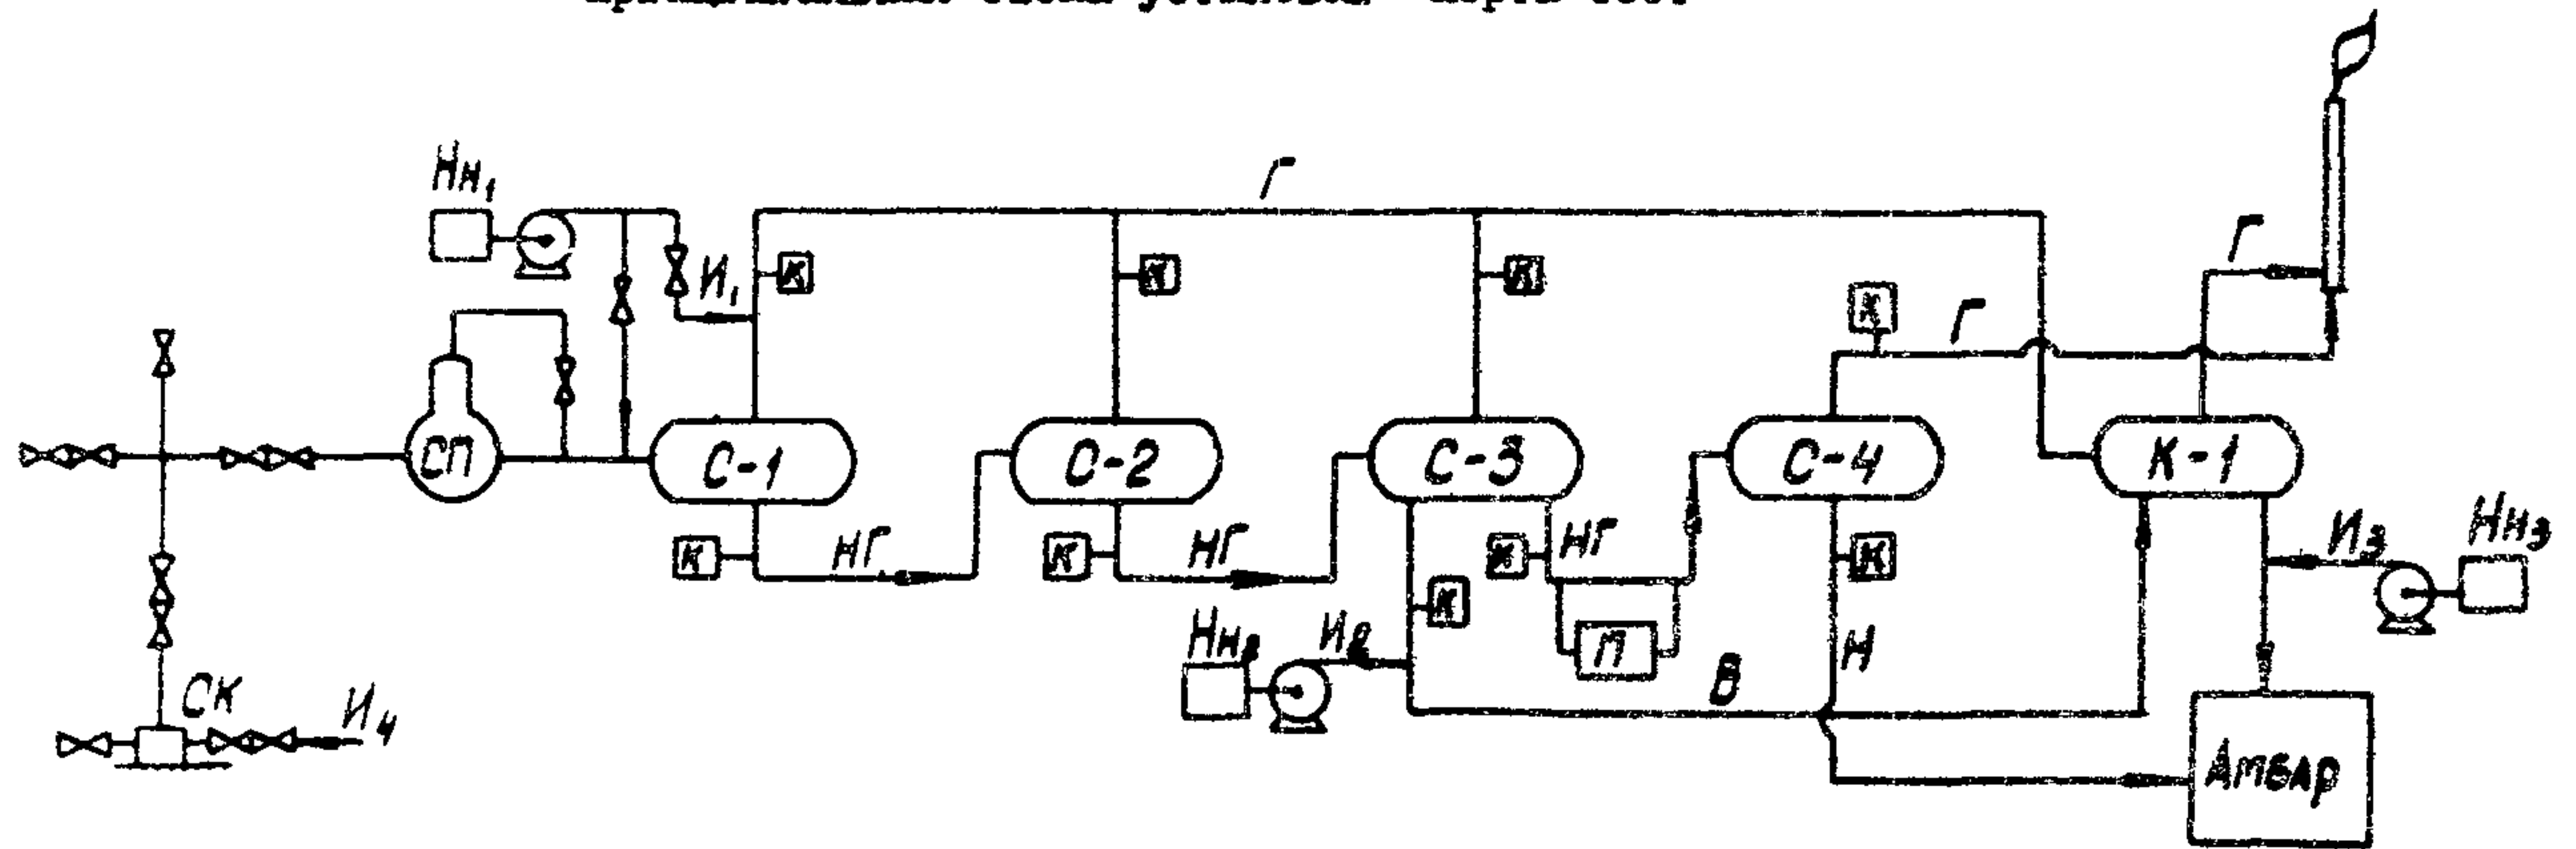 Нн₁
Г
И₁
К
К
К
К
Г
Г
СП
С-1
С-2
С-3
С-4
К-1
К
НГ
К
НГ
К
НГ
К
И₃
Нн₃
К
Нн₂
И₂
П
Н
В
СК
И₄
Амбар